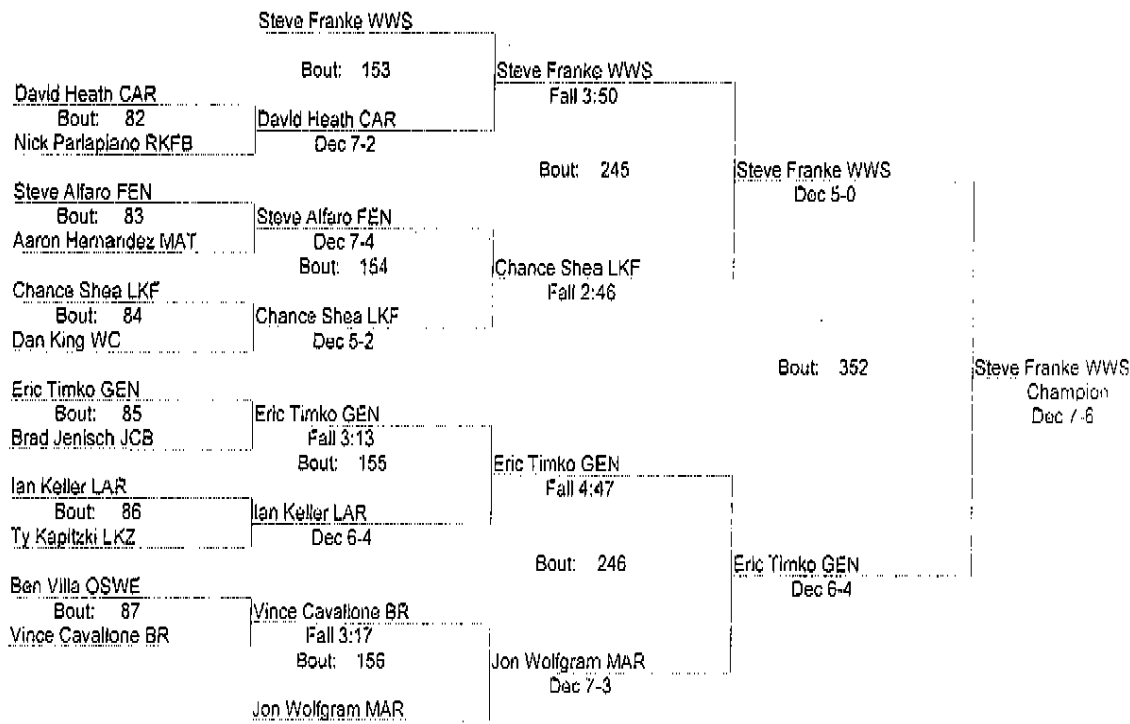 Steve Franke WWS
Bout: 153
Steve Franke WWS
Fall 3:50
David Heath CAR
Bout: 82
Nick Parlapiano RKFB
David Heath CAR
Dec 7-2
Bout: 245
Steve Franke WWS
Dec 5-0
Steve Alfaro FEN
Bout: 83
Aaron Hernandez MAT
Steve Alfaro FEN
Dec 7-4
Bout: 154
Chance Shea LKF
Fall 2:46
Chance Shea LKF
Bout: 84
Dan King WC
Chance Shea LKF
Dec 5-2
Bout: 352
Steve Franke WWS
Champion
Dec 7-6
Eric Timko GEN
Bout: 85
Brad Jenisch JCB
Eric Timko GEN
Fall 3:13
Bout: 155
Eric Timko GEN
Fall 4:47
Ian Keller LAR
Bout: 86
Ty Kapitzki LKZ
Ian Keller LAR
Dec 6-4
Bout: 246
Eric Timko GEN
Dec 6-4
Ben Villa OSWE
Bout: 87
Vince Cavallone BR
Vince Cavallone BR
Fall 3:17
Bout: 156
Jon Wolfgram MAR
Dec 7-3
Jon Wolfgram MAR